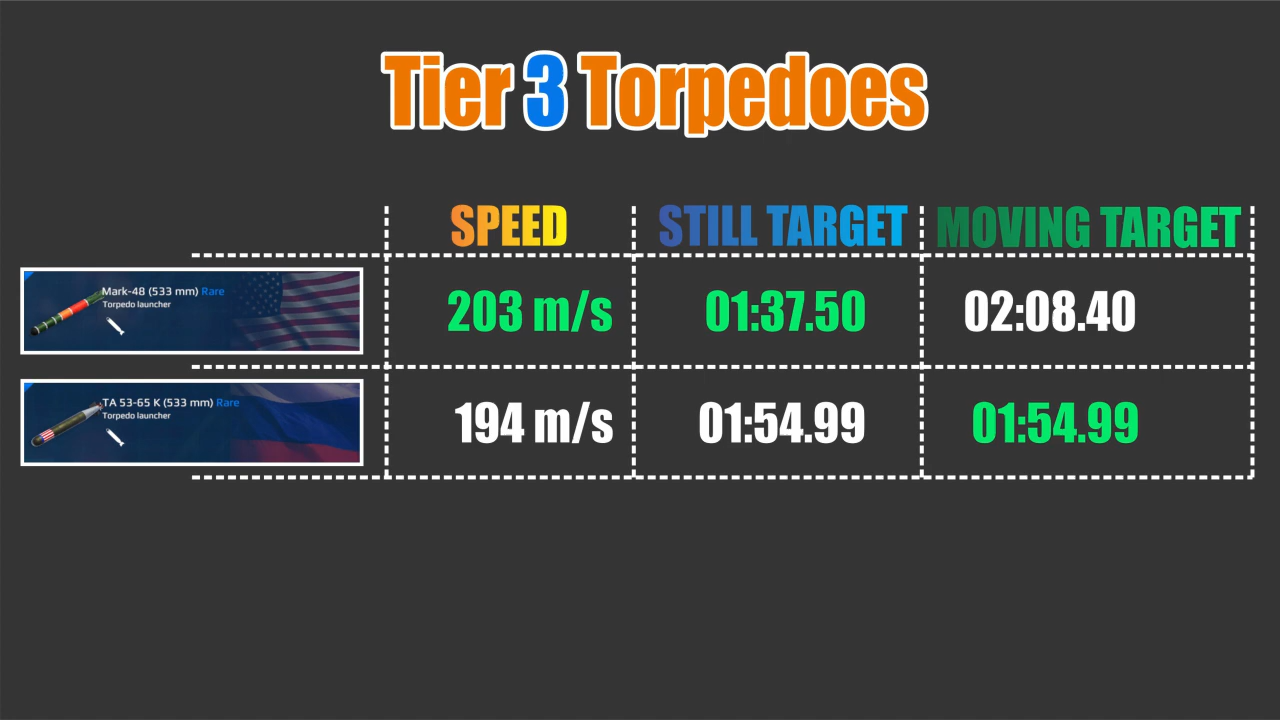 Tier 3 Torpedoes
SPEED STILL TARGET MOVING TARGET
Mark-48 (533 mm) Rare
Torpedo launcher
203 m/s 01:37.50 02:08.40
TA 53-65 K (533 mm) Rare
Torpedo launcher
194 m/s 01:54.99 01:54.99